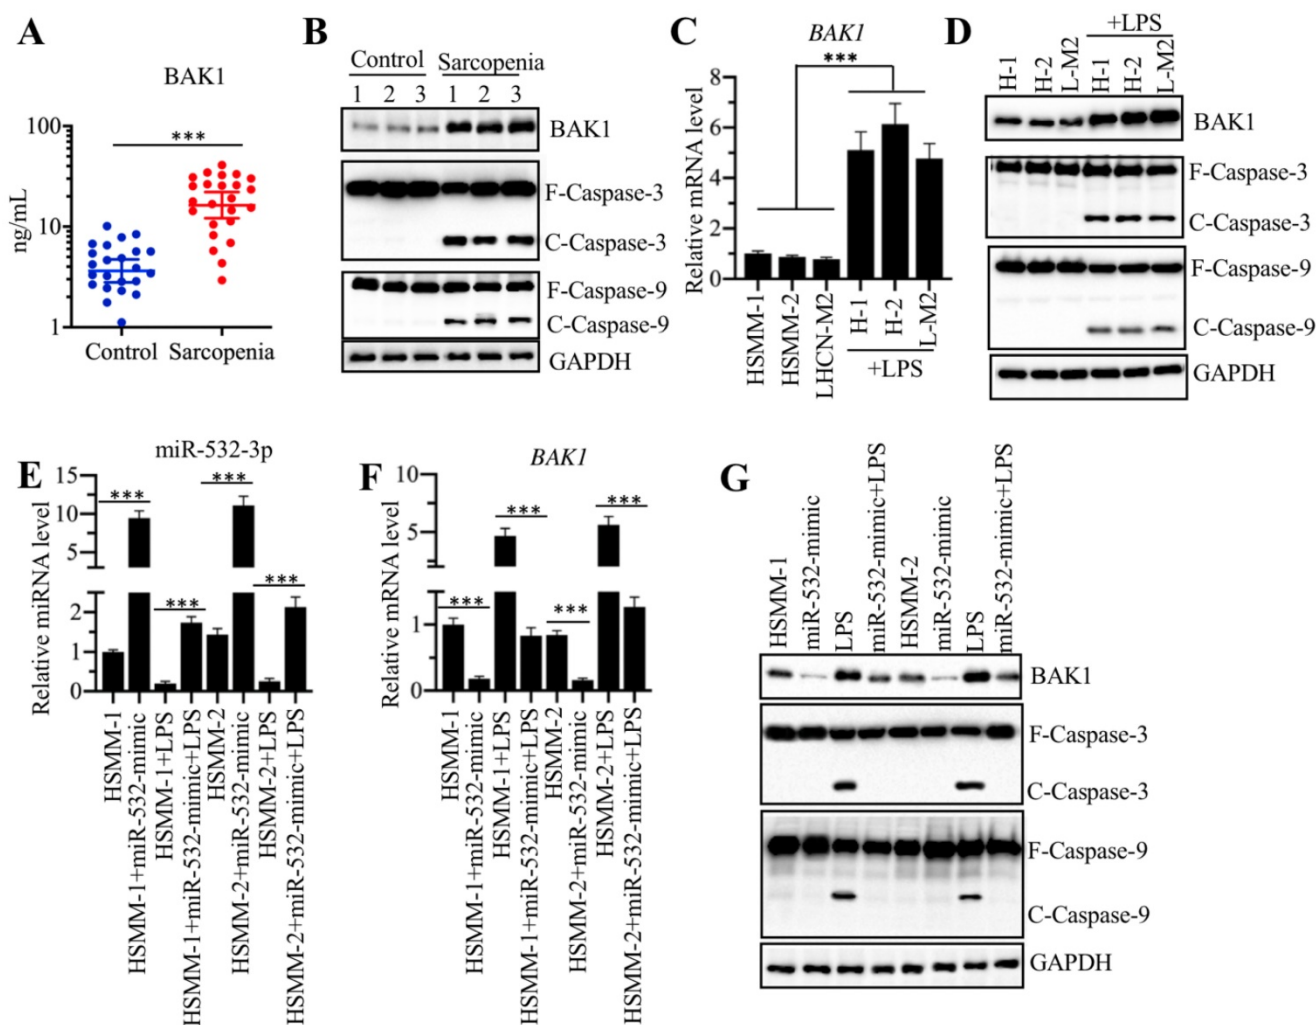 A
BAK1
***
ng/mL
100
10
1
Control
Sarcopenia
B
Control Sarcopenia
1 2 3 1 2 3
BAK1
F-Caspase-3
C-Caspase-3
F-Caspase-9
C-Caspase-9
GAPDH
C
BAK1
***
Relative mRNA level
8
6
4
2
0
HSMM-1
HSMM-2
LHCN-M2
H-1
H-2
L-M2
+LPS
D
+LPS
H-1
H-2
L-M2
H-1
H-2
L-M2
BAK1
F-Caspase-3
C-Caspase-3
F-Caspase-9
C-Caspase-9
GAPDH
E
miR-532-3p
Relative miRNA level
15
10
5
2
1
0
***
***
***
***
HSMM-1
HSMM-1+miR-532-mimic
HSMM-1+LPS
HSMM-1+miR-532-mimic+LPS
HSMM-2
HSMM-2+miR-532-mimic
HSMM-2+LPS
HSMM-2+miR-532-mimic+LPS
F
BAK1
Relative mRNA level
10
5
1
0
***
***
***
***
HSMM-1
HSMM-1+miR-532-mimic
HSMM-1+LPS
HSMM-1+miR-532-mimic+LPS
HSMM-2
HSMM-2+miR-532-mimic
HSMM-2+LPS
HSMM-2+miR-532-mimic+LPS
G
HSMM-1
miR-532-mimic
LPS
miR-532-mimic+LPS
HSMM-2
miR-532-mimic
LPS
miR-532-mimic+LPS
BAK1
F-Caspase-3
C-Caspase-3
F-Caspase-9
C-Caspase-9
GAPDH